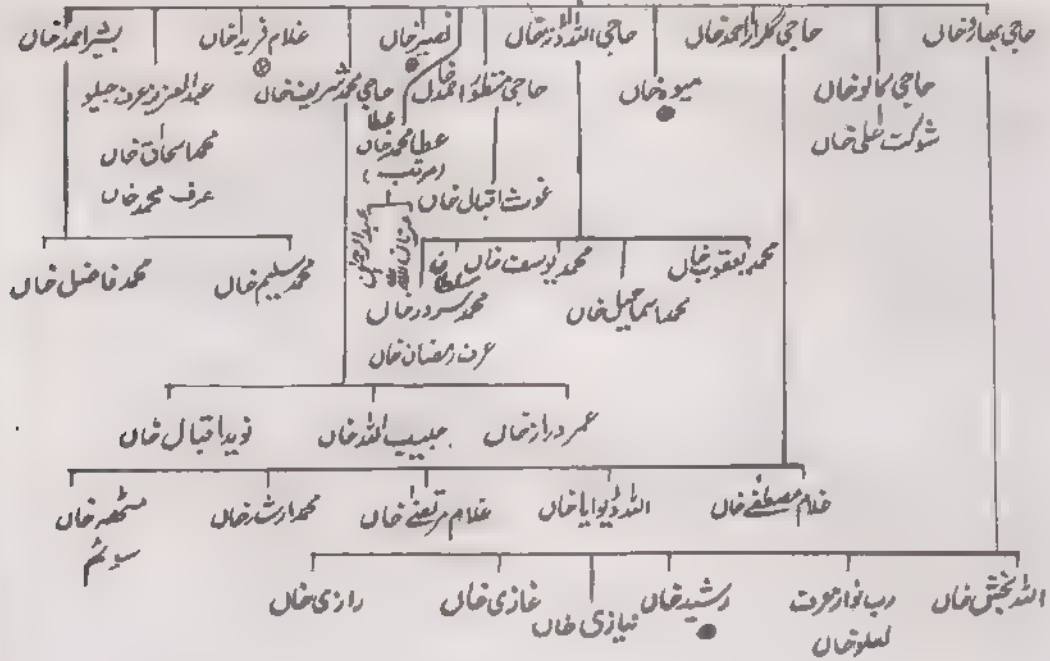 حاجی بہادر خاں حاجی گلزار احمد خاں حاجی اللہ دتہ خاں نصیر خاں غلام فرید خاں بشیر احمد خاں
حاجی کالو خاں میوہ خاں حاجی منظور احمد خاں حاجی محمد شریف خاں عبدالعزیز عرف جیلو
شوکت علی خاں عطا محمد خاں محمد اسحاق خاں
(مرتب)
غوث اقبال خاں عرف محمد خاں
عبدالرحمٰن
محمد یعقوب خاں محمد یوسف خاں محمد سلیم خاں محمد فاضل خاں
محمد اسماعیل خاں محمد سرور خاں
عرف رمضان خاں
عمر دراز خاں حبیب اللہ خاں نوید اقبال خاں
غلام مصطفٰے خاں اللہ ڈیوایا خاں غلام مرتضٰے خاں محمد ارشد خاں خاں
اللہ بخش خاں رب نواز عرف رشید خاں نیازی خاں غازی خاں رازی خاں
لعلو خاں